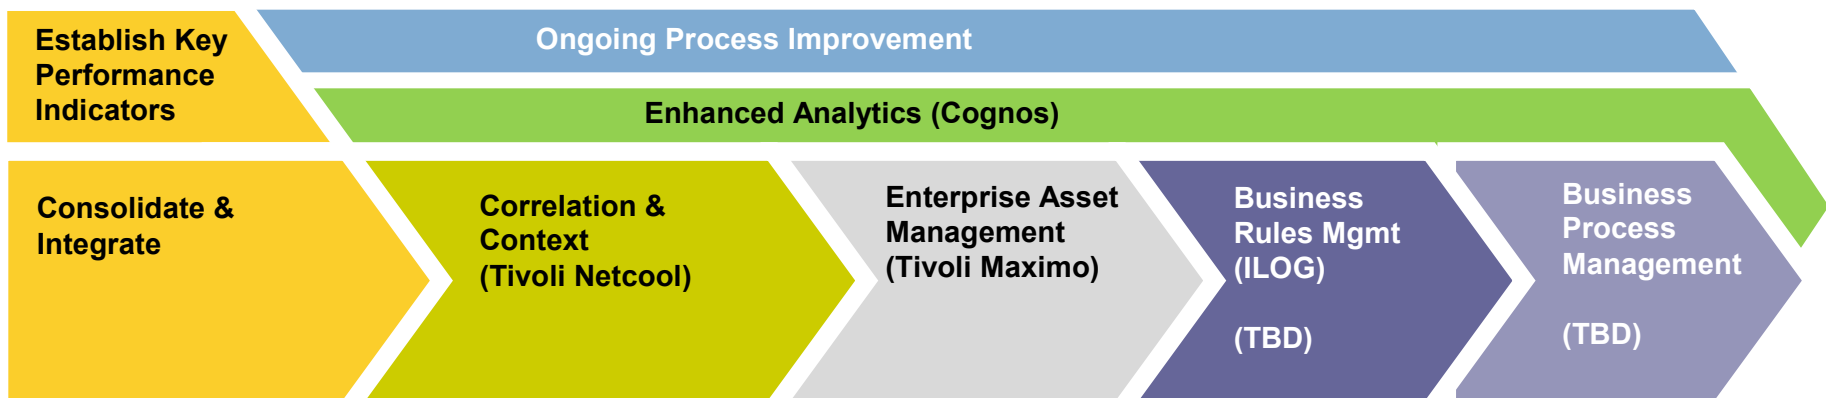 Establish Key
Performance
Indicators
Ongoing Process Improvement
Enhanced Analytics (Cognos)
Consolidate &
Integrate
Correlation &
Context
(Tivoli Netcool)
Enterprise Asset
Management
(Tivoli Maximo)
Business
Rules Mgmt
(ILOG)
(TBD)
Business
Process
Management
(TBD)